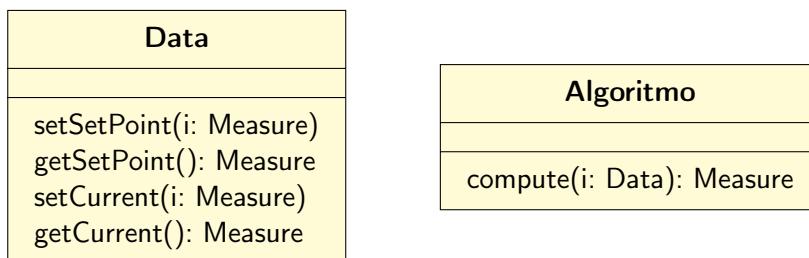 Data
setSetPoint(i: Measure)
getSetPoint(): Measure
setCurrent(i: Measure)
getCurrent(): Measure
Algoritmo
compute(i: Data): Measure